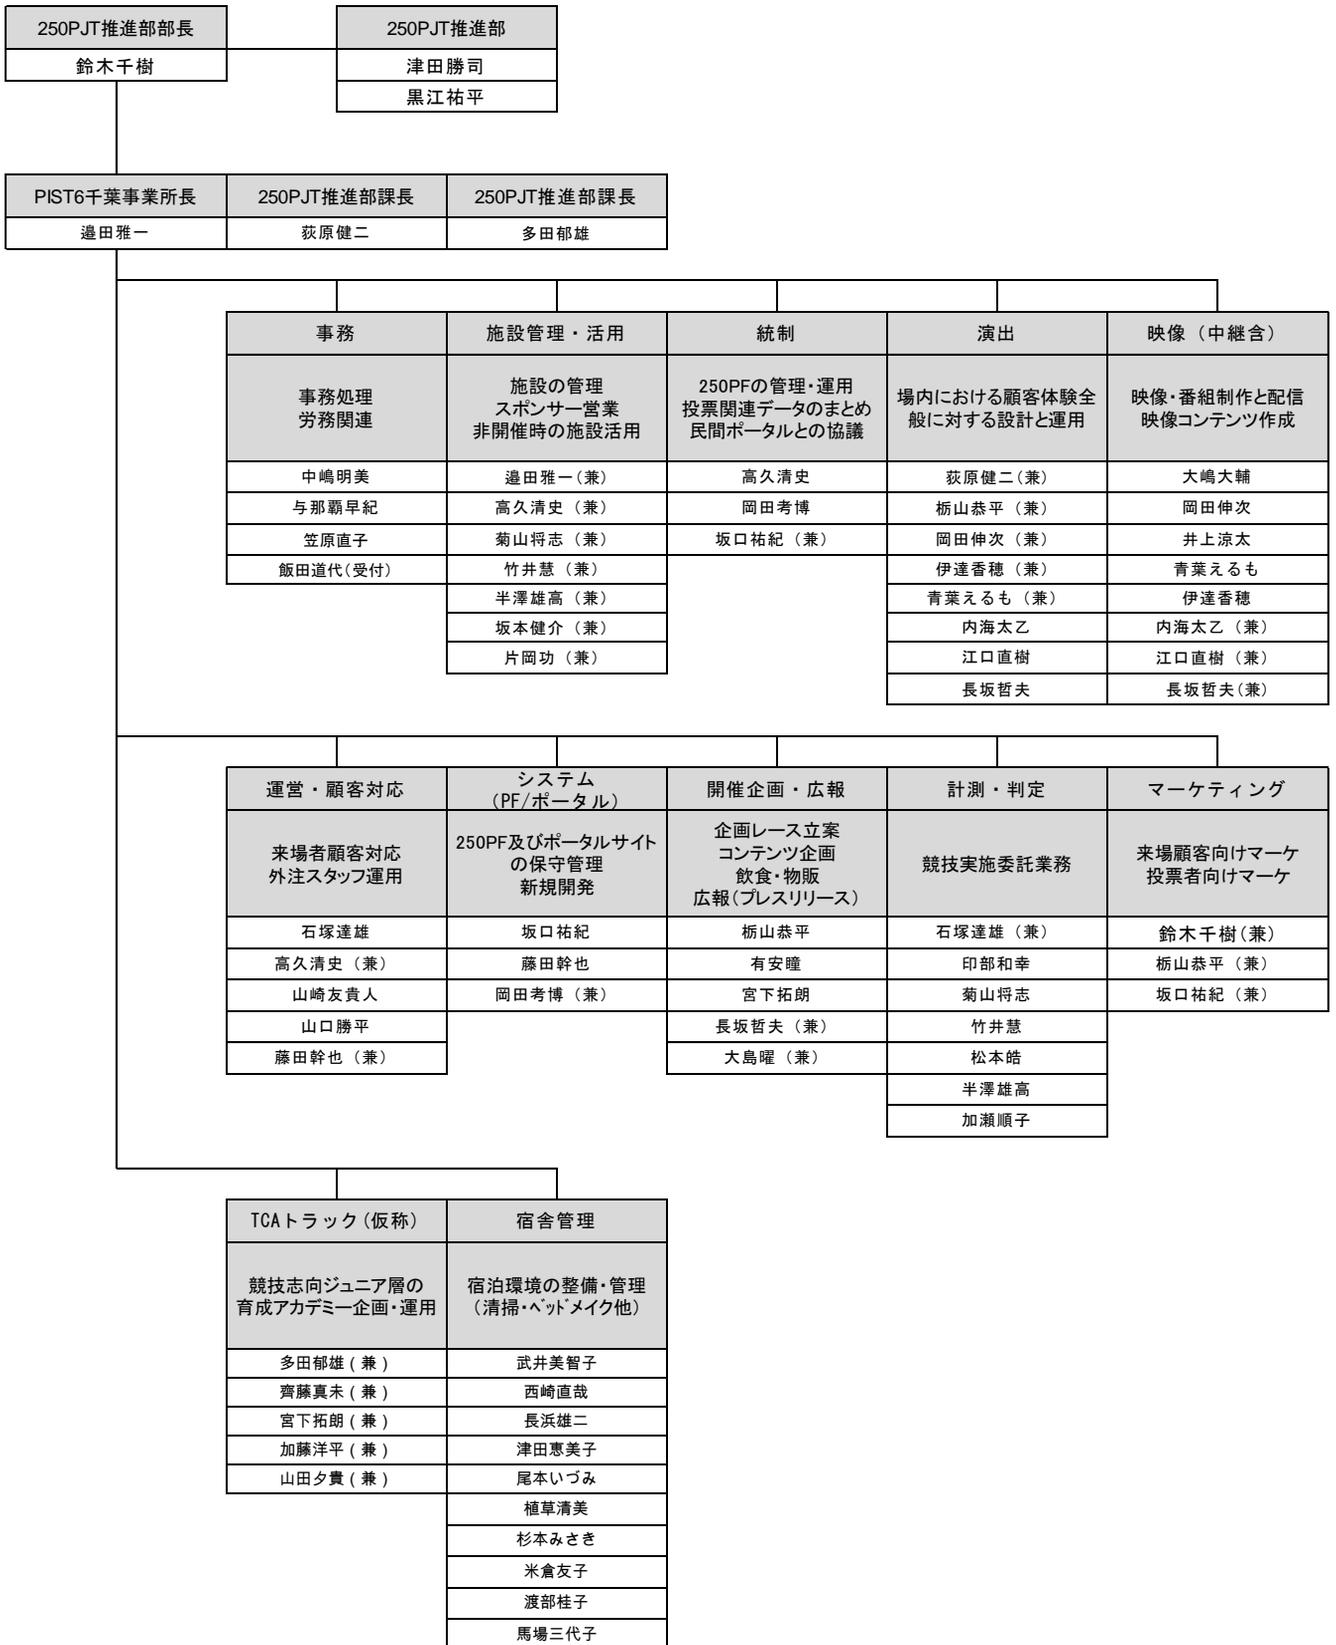 250PJT推進部部長
鈴木千樹
250PJT推進部
津田勝司
黒江祐平
PIST6千葉事業所長
邉田雅一
250PJT推進部課長
荻原健二
250PJT推進部課長
多田郁雄
事務
事務処理
労務関連
中嶋明美
与那覇早紀
笠原直子
飯田道代(受付)
施設管理・活用
施設の管理
スポンサー営業
非開催時の施設活用
邉田雅一(兼)
高久清史（兼）
菊山将志（兼）
竹井慧（兼）
半澤雄高（兼）
坂本健介（兼）
片岡功（兼）
統制
250PFの管理・運用
投票関連データのまとめ
民間ポータルとの協議
高久清史
岡田考博
坂口祐紀（兼）
演出
場内における顧客体験全
般に対する設計と運用
荻原健二(兼)
栃山恭平（兼）
岡田伸次（兼）
伊達香穂（兼）
青葉えるも（兼）
内海太乙
江口直樹
長坂哲夫
映像（中継含）
映像・番組制作と配信
映像コンテンツ作成
大嶋大輔
岡田伸次
井上涼太
青葉えるも
伊達香穂
内海太乙（兼）
江口直樹（兼）
長坂哲夫(兼)
運営・顧客対応
来場者顧客対応
外注スタッフ運用
石塚達雄
高久清史（兼）
山崎友貴人
山口勝平
藤田幹也（兼）
システム
（PF/ポータル）
250PF及びポータルサイト
の保守管理
新規開発
坂口祐紀
藤田幹也
岡田考博（兼）
開催企画・広報
企画レース立案
コンテンツ企画
飲食・物販
広報(プレスリリース)
栃山恭平
有安瞳
宮下拓朗
長坂哲夫（兼）
大島曜（兼）
計測・判定
競技実施委託業務
石塚達雄（兼）
印部和幸
菊山将志
竹井慧
松本皓
半澤雄高
加瀬順子
マーケティング
来場顧客向けマーケ
投票者向けマーケ
鈴木千樹(兼)
栃山恭平（兼）
坂口祐紀（兼）
TCAトラック(仮称)
競技志向ジュニア層の
育成アカデミー企画・運用
多田郁雄(兼)
齊藤真未(兼)
宮下拓朗(兼)
加藤洋平(兼)
山田夕貴(兼)
宿舎管理
宿泊環境の整備・管理
(清掃・ﾍﾞｯﾄﾞメイク他)
武井美智子
西崎直哉
長浜雄二
津田恵美子
尾本いづみ
植草清美
杉本みさき
米倉友子
渡部桂子
馬場三代子